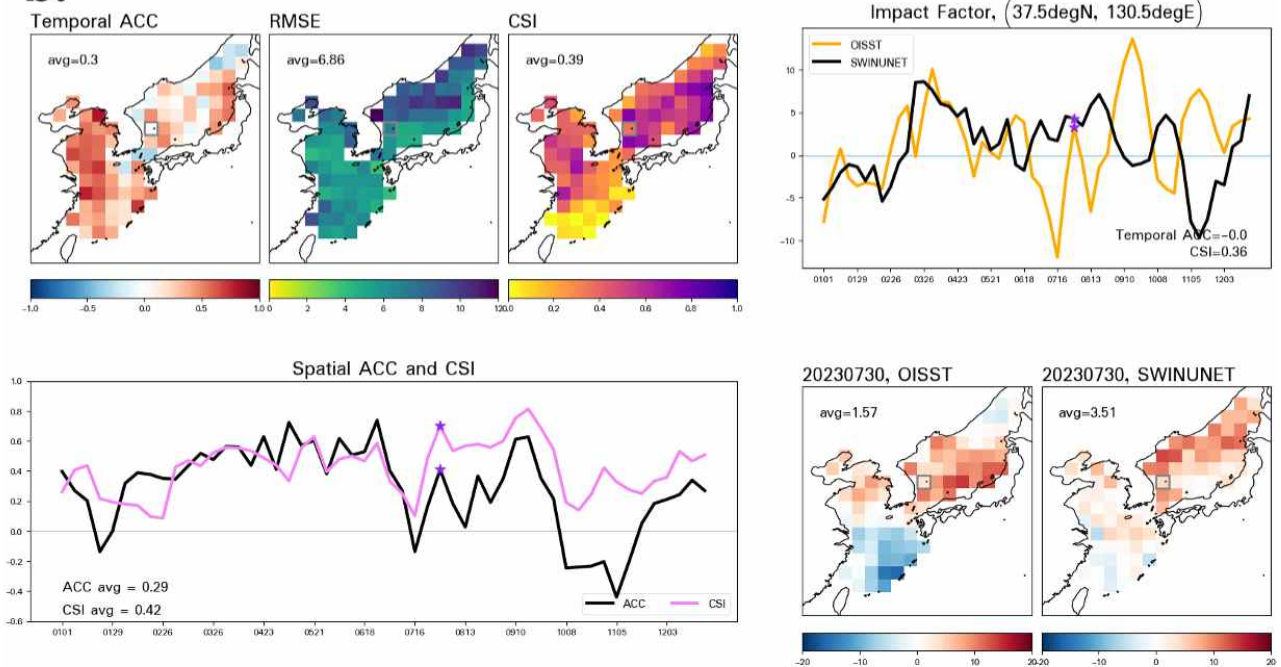 Temporal ACC
RMSE
CSI
avg=0.3
avg=6.86
avg=0.39
-1.0 -0.5 0.0 0.5 1.0
0 2 4 6 8 10 12
0.0 0.2 0.4 0.6 0.8 1.0
Impact Factor, (37.5degN, 130.5degE)
OISST
SWINUNET
10
5
0
-5
-10
Temporal ACC=-0.0
CSI=0.36
0101 0129 0226 0326 0423 0521 0618 0716 0813 0910 1008 1105 1203
Spatial ACC and CSI
1.0
0.8
0.6
0.4
0.2
0.0
-0.2
-0.4
-0.6
ACC avg = 0.29
CSI avg = 0.42
ACC CSI
0101 0129 0226 0326 0423 0521 0618 0716 0813 0910 1008 1105 1203
20230730, OISST
20230730, SWINUNET
avg=1.57
avg=3.51
-20 -10 0 10 20
-20 -10 0 10 20